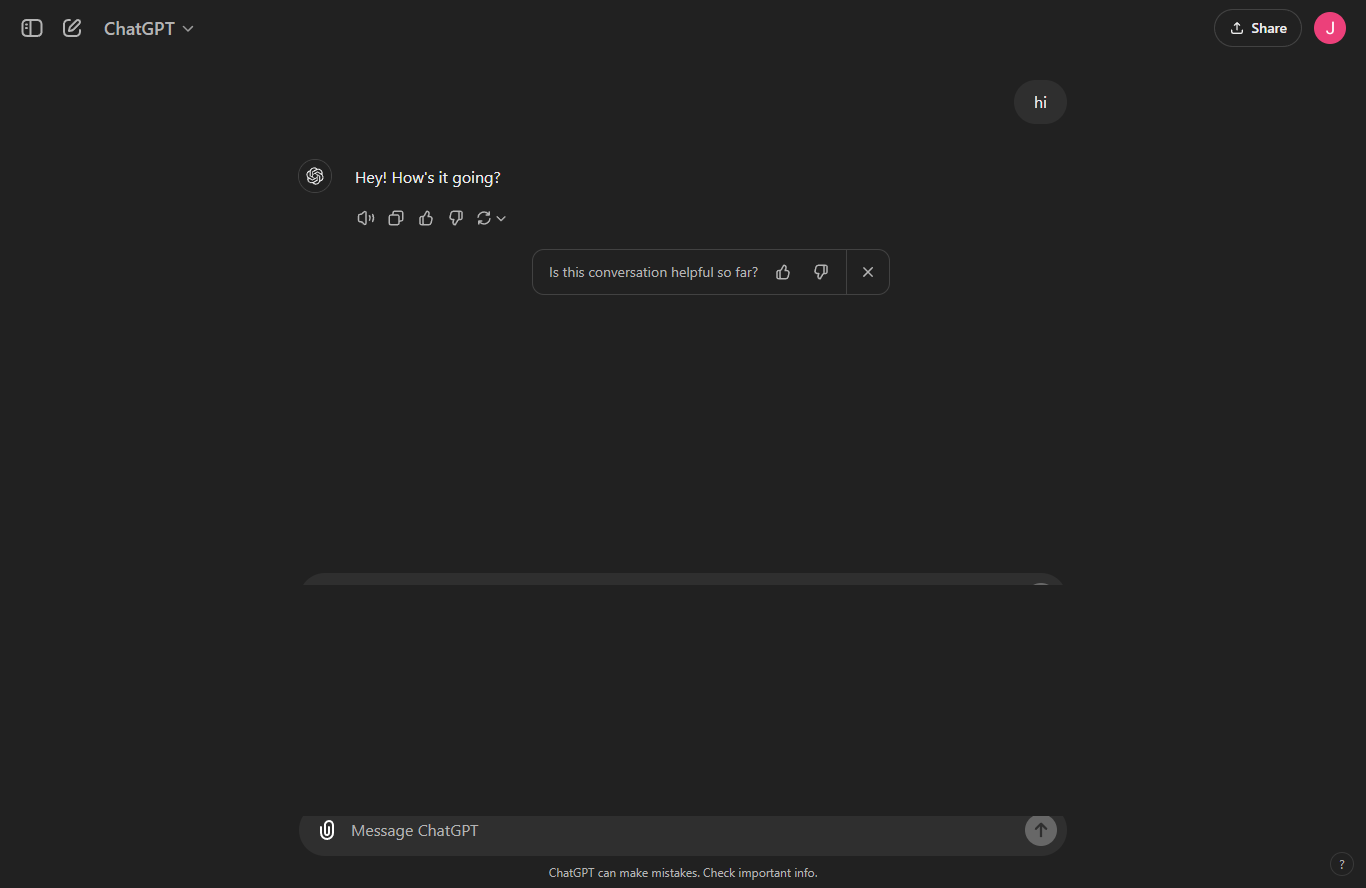 ChatGPT
Share
J
hi
Hey! How's it going?
Is this conversation helpful so far?
Message ChatGPT
ChatGPT can make mistakes. Check important info.
?